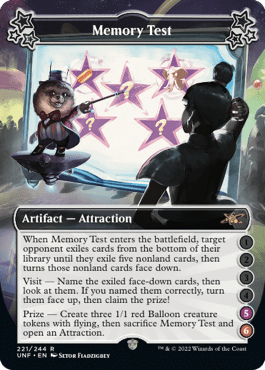 Memory Test
?
?
?
Artifact — Attraction
When Memory Test enters the battlefield, target
opponent exiles cards from the bottom of their
library until they exile five nonland cards, then
turns those nonland cards face down.
Visit — Name the exiled face-down cards, then
look at them. If you named them correctly, turn
them face up, then claim the prize!
Prize — Create three 1/1 red Balloon creature
tokens with flying, then sacrifice Memory Test and
open an Attraction.
1
2
3
4
5
6
221/244 R
UNF • EN SETOR FIADZIGBEY
™ & © 2022 Wizards of the Coast